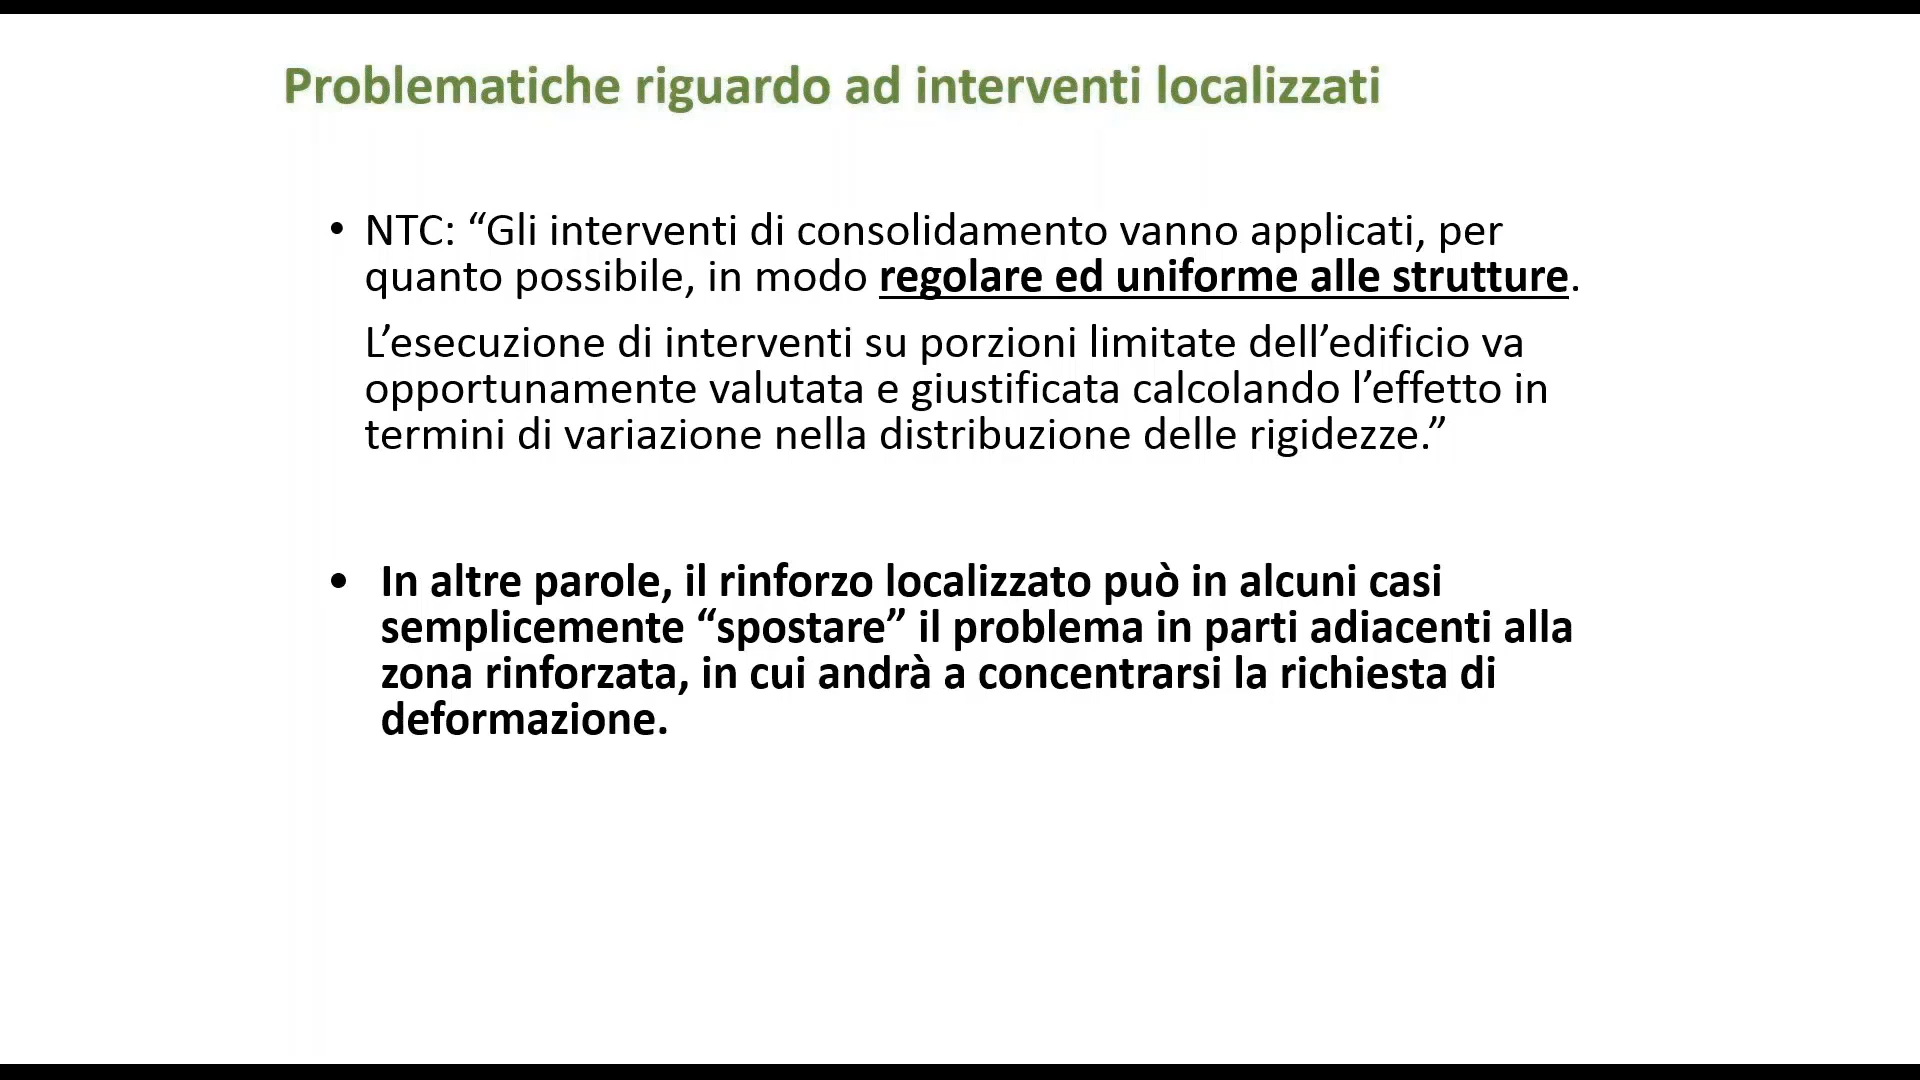 Problematiche riguardo ad interventi localizzati
• NTC: “Gli interventi di consolidamento vanno applicati, per
quanto possibile, in modo regolare ed uniforme alle strutture.
L’esecuzione di interventi su porzioni limitate dell’edificio va
opportunamente valutata e giustificata calcolando l’effetto in
termini di variazione nella distribuzione delle rigidezze.”
• In altre parole, il rinforzo localizzato può in alcuni casi
semplicemente “spostare” il problema in parti adiacenti alla
zona rinforzata, in cui andrà a concentrarsi la richiesta di
deformazione.